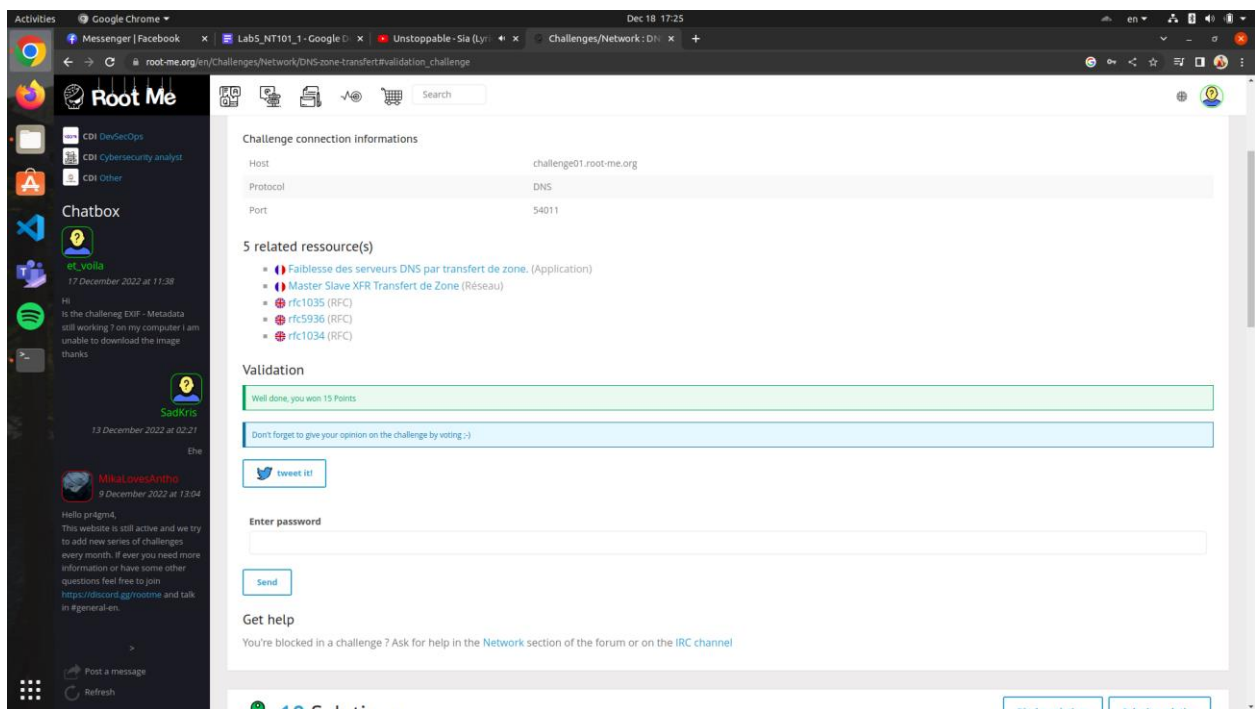 Activities
Google Chrome
Dec 18 17:25
en
Messenger | Facebook
Lab5_NT101_1 - Google D
Unstoppable - Sia (Lyri
Challenges/Network : DN
root-me.org/en/Challenges/Network/DNS-zone-transfert#validation_challenge
Root Me
Search
CDI DevSecOps
CDI Cybersecurity analyst
CDI Other
Chatbox
et_voila
17 December 2022 at 11:38
Hi
Is the challeneg EXIF - Metadata
still working ? on my computer i am
unable to download the image
thanks
SadKris
13 December 2022 at 02:21
Ehe
MikaLovesAntho
9 December 2022 at 13:04
Hello pr4gm4,
This website is still active and we try
to add new series of challenges
every month. If ever you need more
information or have some other
questions feel free to join
https://discord.gg/rootme and talk
in #general-en.
>
Post a message
Refresh
Challenge connection informations
Host challenge01.root-me.org
Protocol DNS
Port 54011
5 related ressource(s)
Faiblesse des serveurs DNS par transfert de zone. (Application)
Master Slave XFR Transfert de Zone (Réseau)
rfc1035 (RFC)
rfc5936 (RFC)
rfc1034 (RFC)
Validation
Well done, you won 15 Points
Don't forget to give your opinion on the challenge by voting ;-)
tweet it!
Enter password
Send
Get help
You're blocked in a challenge ? Ask for help in the Network section of the forum or on the IRC channel